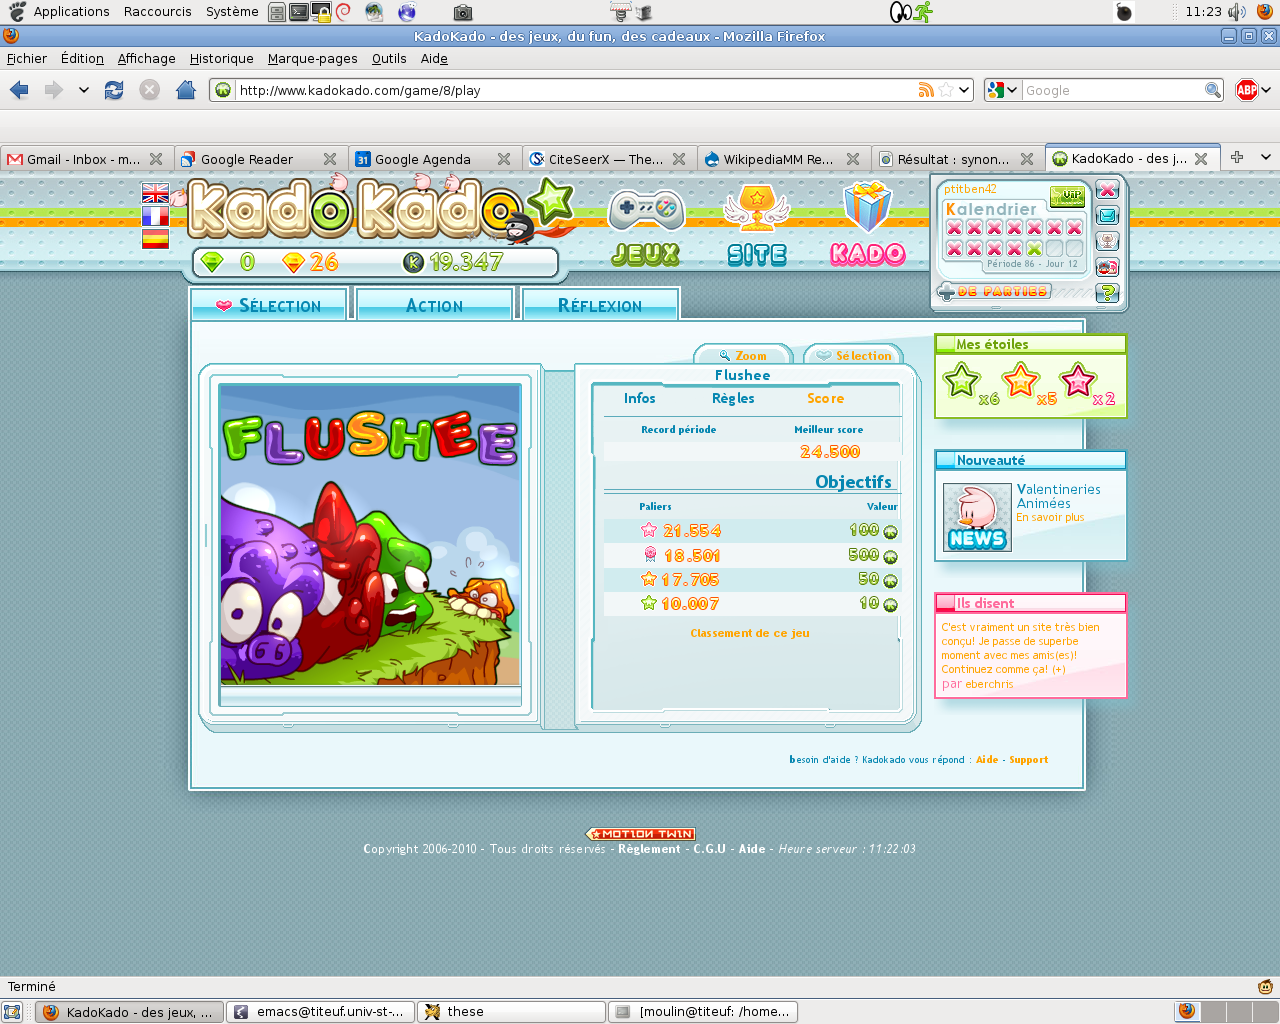 Applications Raccourcis Système 11:23
KadoKado - des jeux, du fun, des cadeaux - Mozilla Firefox
Fichier Édition Affichage Historique Marque-pages Outils Aide
http://www.kadokado.com/game/8/play Google ABP
Gmail - Inbox - m... Google Reader 31 Google Agenda CiteSeerX — The... WikipediaMM Re... Résultat : synon... KadoKado - des j...
KadoKado
JEUX SITE KADO
0 26 K 19.347
ptitben42
ViP
Kalendrier
Période 86 - Jour 12
+ DE PARTIES
?
Sélection Action Réflexion
Zoom Sélection
FLUSHEE
Flushee
Infos Règles Score
Record période Meilleur score
24.500
Objectifs
Paliers Valeur
21.554 100
18.501 500
17.705 50
10.007 10
Classement de ce jeu
Mes étoiles
x6 x5 x2
Nouveauté
Valentineries
Animées
En savoir plus
NEWS
Ils disent
C'est vraiment un site très bien
conçu! Je passe de superbe
moment avec mes amis(es)!
Continuez comme ça! (+)
par eberchris
besoin d'aide ? Kadokado vous répond : Aide - Support
MOTION TWIN
Copyright 2006-2010 - Tous droits réservés - Règlement - C.G.U - Aide - Heure serveur : 11:22:03
Terminé
KadoKado - des jeux, ... emacs@titeuf.univ-st-... these [moulin@titeuf: /home...